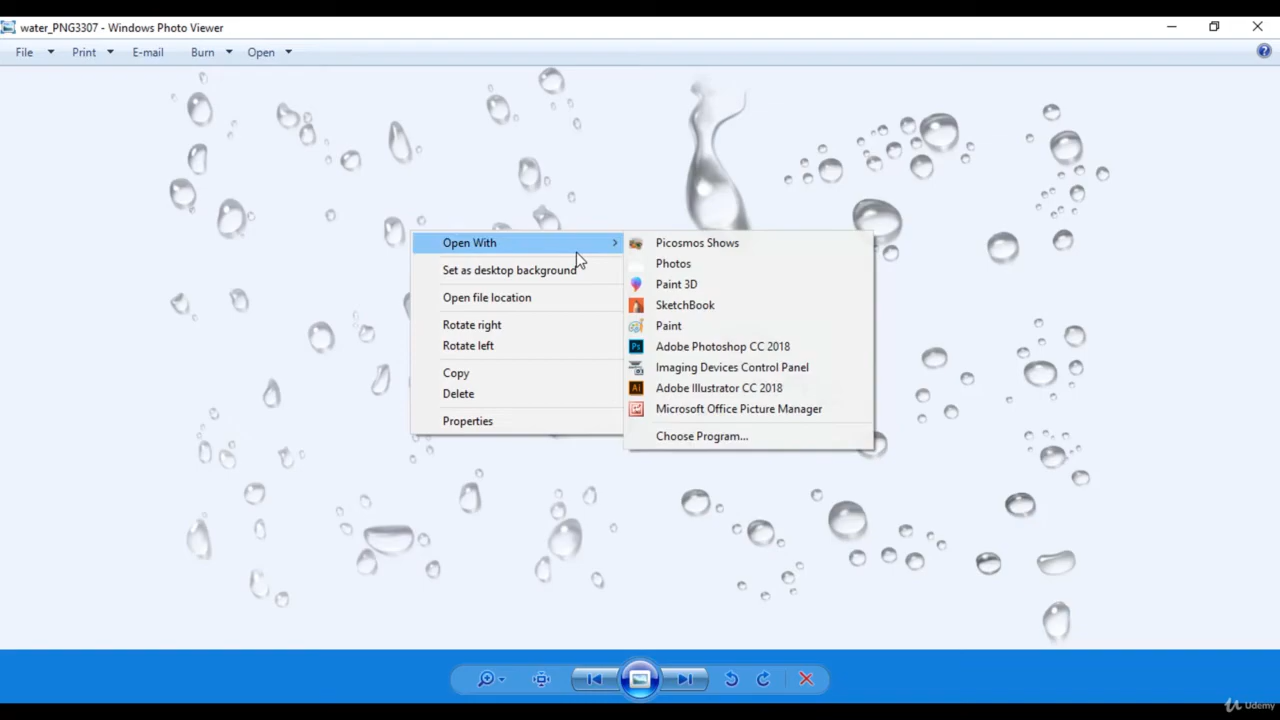 water_PNG3307 - Windows Photo Viewer
File Print E-mail Burn Open
Open With
Set as desktop background
Open file location
Rotate right
Rotate left
Copy
Delete
Properties
Picosmos Shows
Photos
Paint 3D
SketchBook
Paint
Ps Adobe Photoshop CC 2018
Imaging Devices Control Panel
Ai Adobe Illustrator CC 2018
Microsoft Office Picture Manager
Choose Program...
Udemy